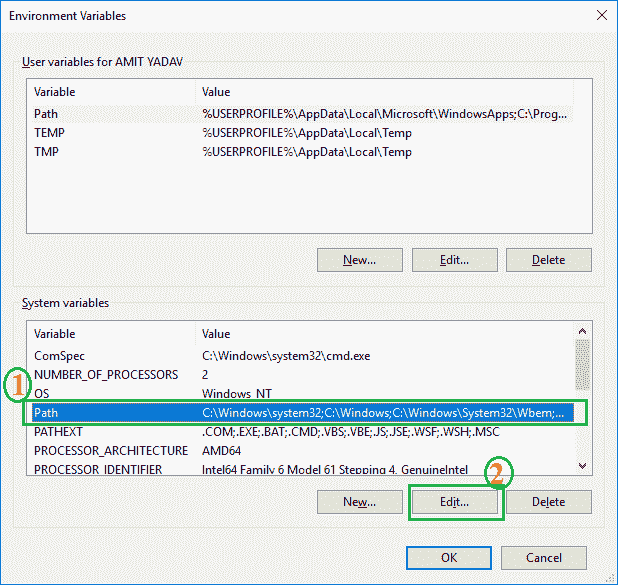 Environment Variables
User variables for AMIT YADAV
Variable Value
Path %USERPROFILE%\AppData\Local\Microsoft\WindowsApps;C:\Prog...
TEMP %USERPROFILE%\AppData\Local\Temp
TMP %USERPROFILE%\AppData\Local\Temp
New... Edit... Delete
System variables
Variable Value
ComSpec C:\Windows\system32\cmd.exe
1 NUMBER_OF_PROCESSORS 2
OS Windows_NT
Path C:\Windows\system32;C:\Windows;C:\Windows\System32\Wbem;...
PATHEXT .COM;.EXE;.BAT;.CMD;.VBS;.VBE;.JS;.JSE;.WSF;.WSH;.MSC
PROCESSOR_ARCHITECTURE AMD64
PROCESSOR_IDENTIFIER Intel64 Family 6 Model 61 Stepping 4, GenuineIntel
2
New... Edit... Delete
OK Cancel